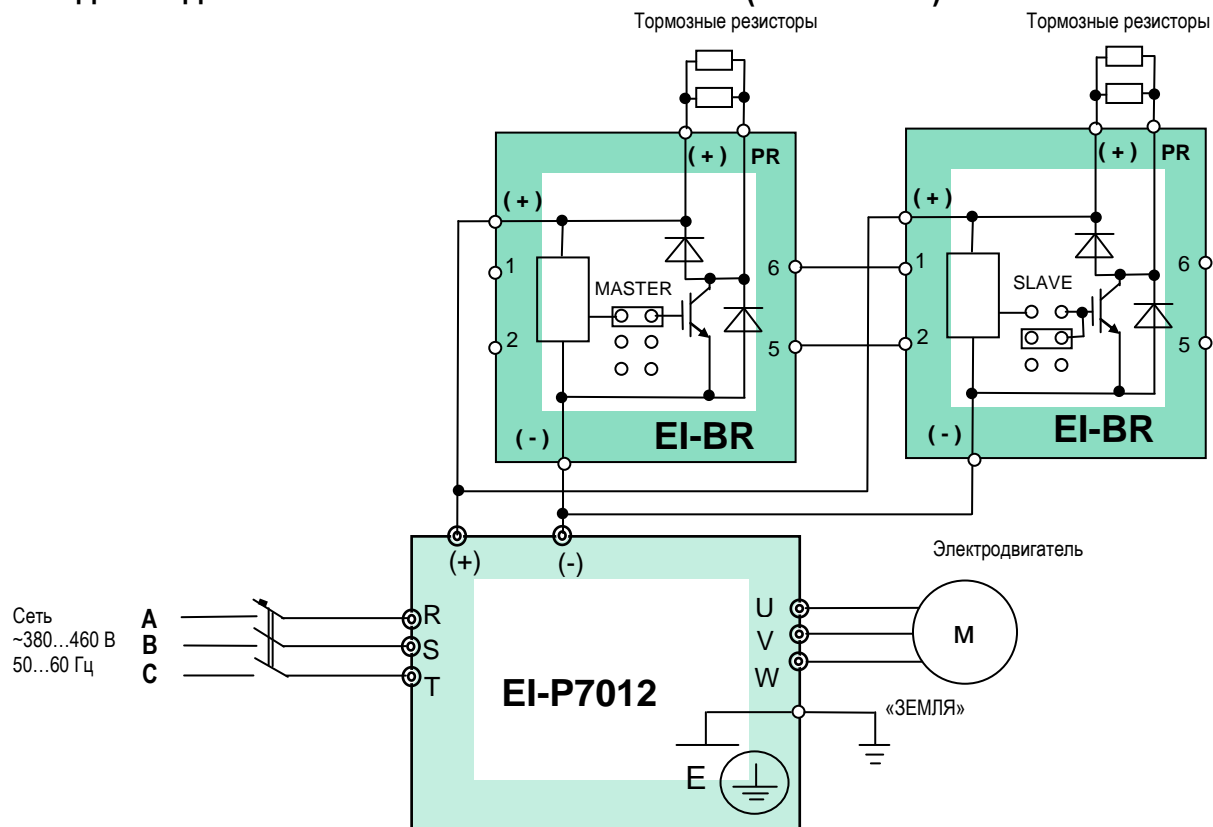 Тормозные резисторы
Тормозные резисторы
(+) PR
(+) PR
(+)
(+)
1
6
1
6
MASTER
SLAVE
2
5
2
5
(-)
EI-BR
(-)
EI-BR
(+)
(-)
Электродвигатель
Сеть
~380...460 В
50...60 Гц
A
B
C
R
S
T
U
V
W
M
EI-P7012
«ЗЕМЛЯ»
E